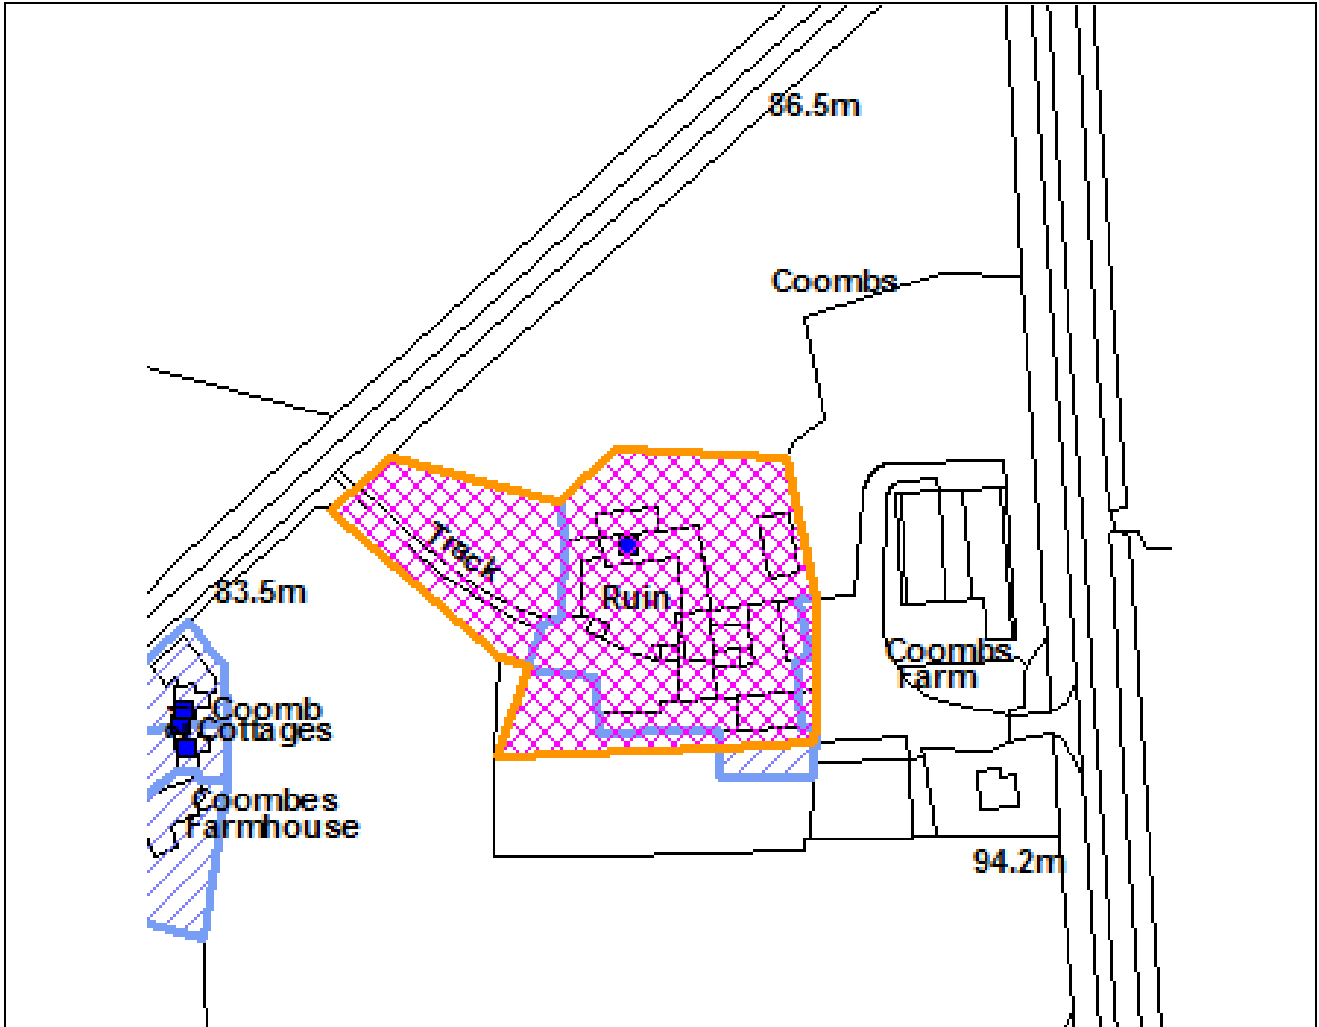 86.5m
Coombs
Track
83.5m
Ruin
Coombs
Farm
Coomb
Cottages
Coombes
Farmhouse
94.2m